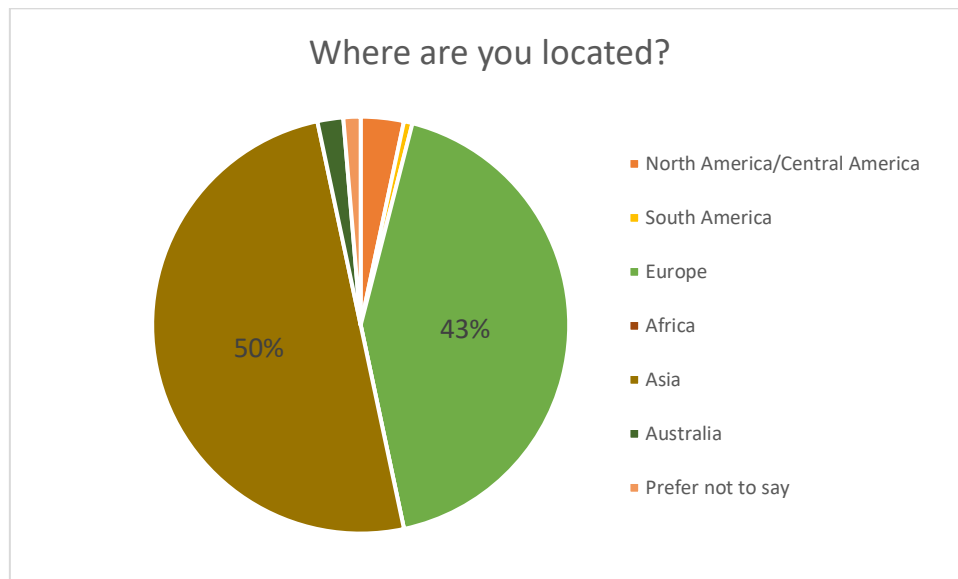 Where are you located?
North America/Central America
South America
43%
Europe
Africa
50%
Asia
Australia
Prefer not to say